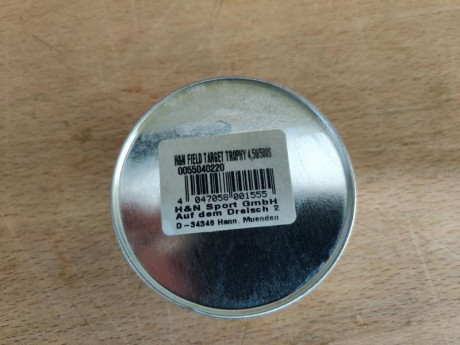 H&N FIELD TARGET TROPHY 4,50/500S
0055040220
4 047058 001555
H&N Sport GmbH
Auf dem Dreisch 2
D-34346 Hann. Muenden